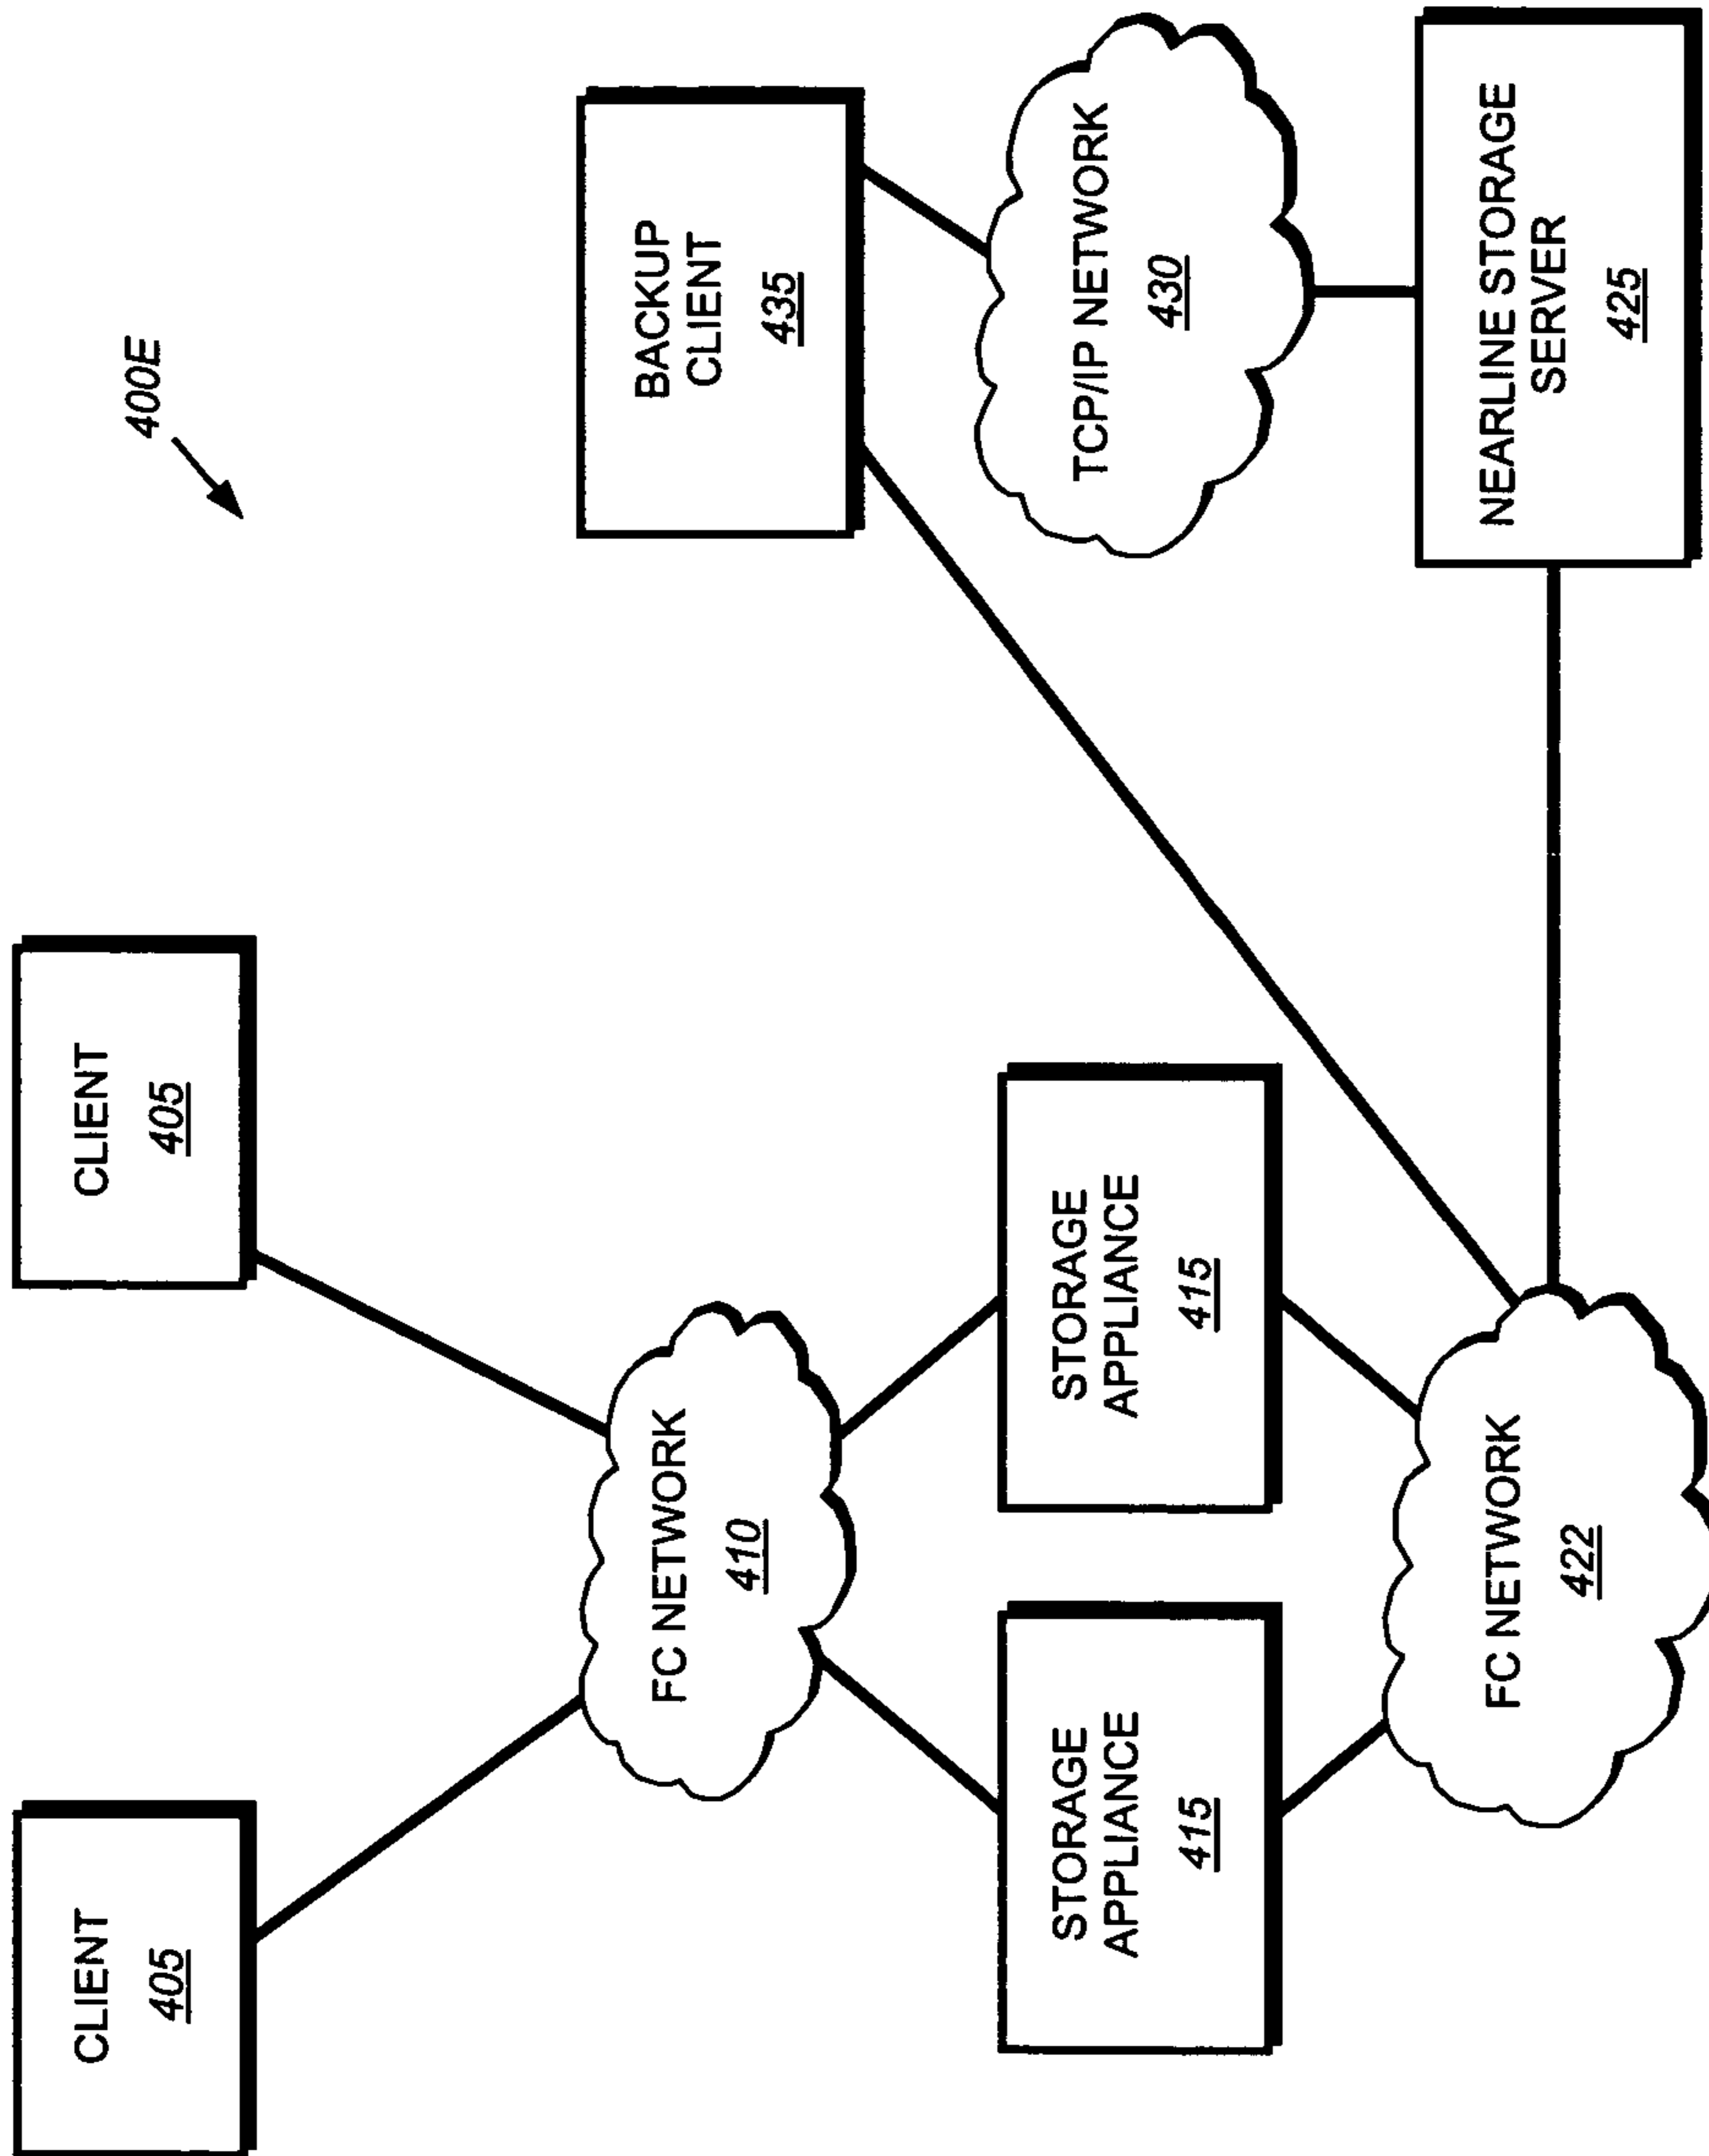 400E
CLIENT
405
CLIENT
405
FC NETWORK
410
STORAGE
APPLIANCE
415
STORAGE
APPLIANCE
415
FC NETWORK
422
BACKUP
CLIENT
435
TCP/IP NETWORK
430
NEARLINE STORAGE
SERVER
425